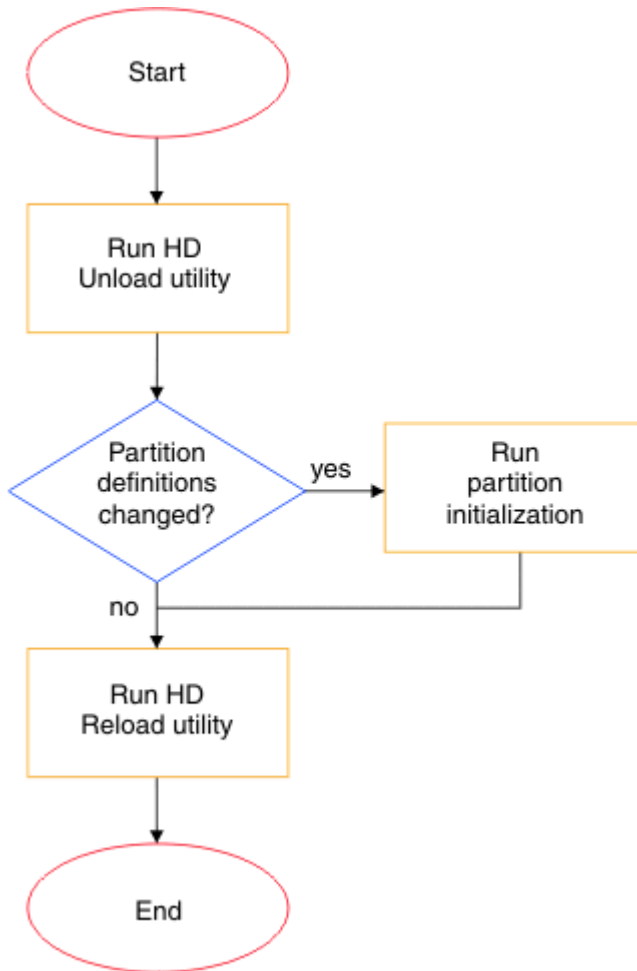 Start
Run HD
Unload utility
Partition
definitions
changed?
yes
Run
partition
initialization
no
Run HD
Reload utility
End